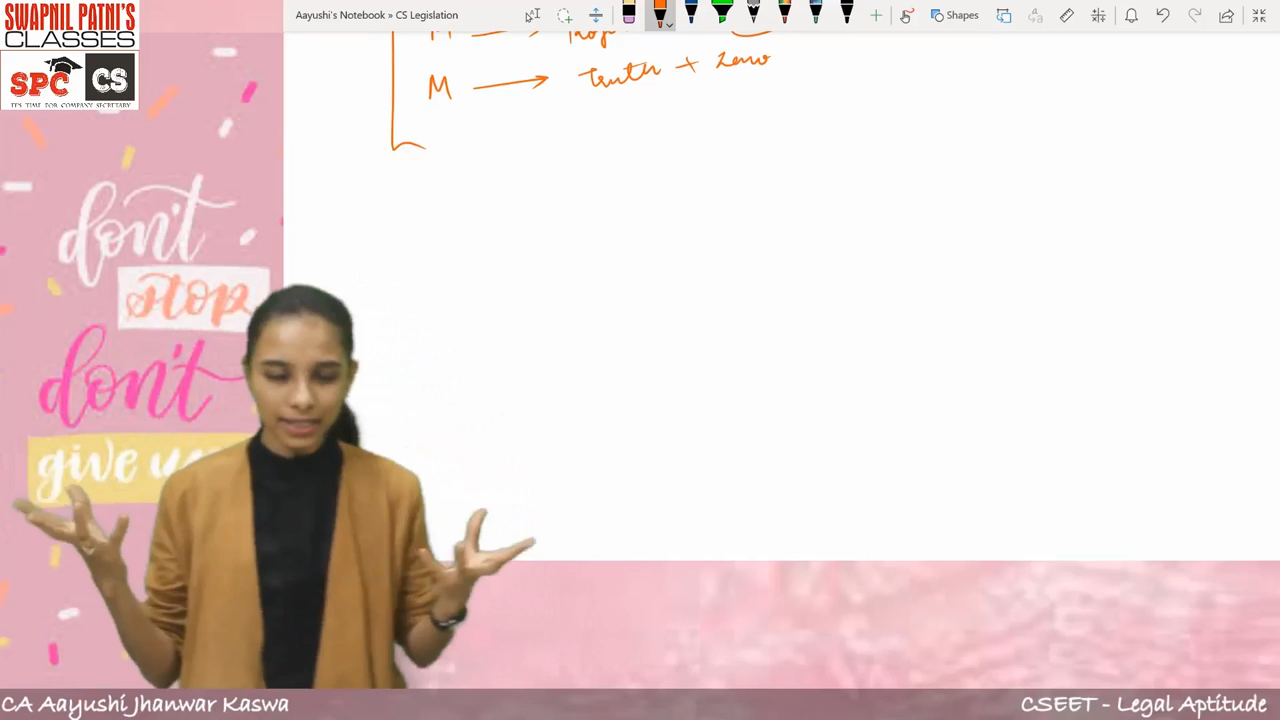 SWAPNIL PATNI'S
CLASSES
SPC CS
IT'S TIME FOR COMPANY SECRETARY
Aayushi's Notebook » CS Legislation
Shapes
M →
M → Truth +
don't
stop
don't
give
CA Aayushi Jhanwar Kaswa
CSEET - Legal Aptitude